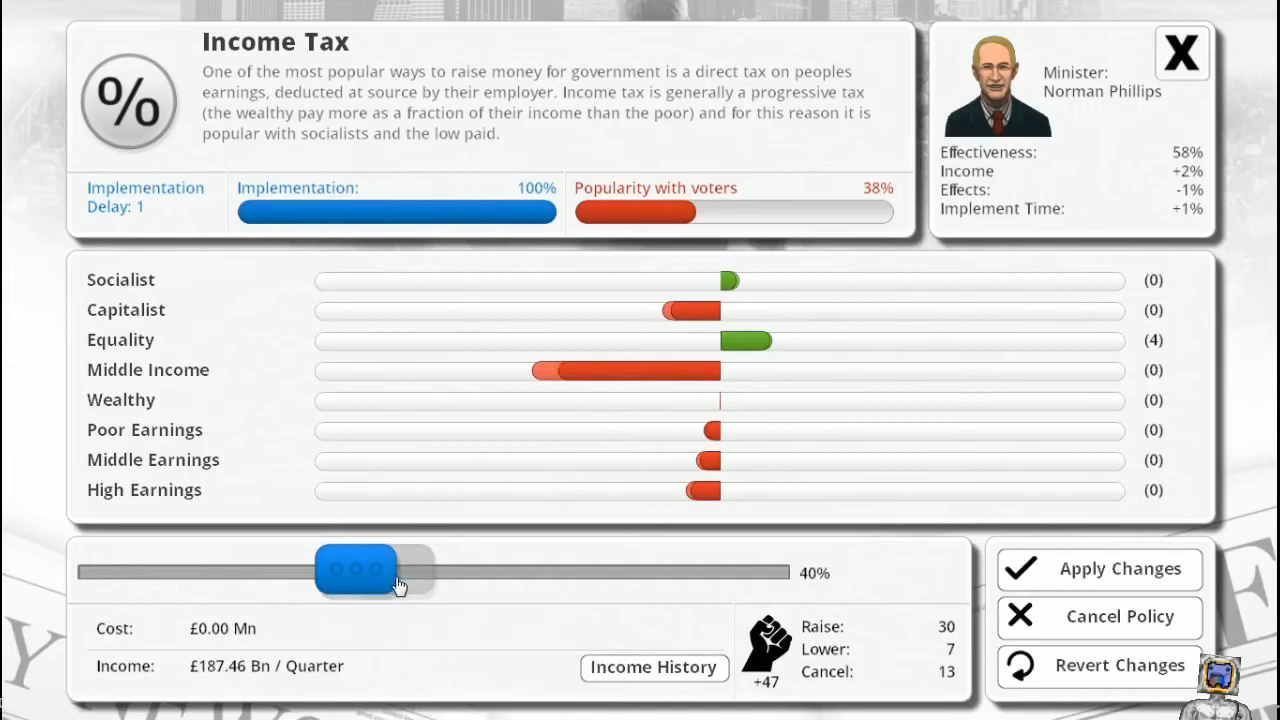 Income Tax
One of the most popular ways to raise money for government is a direct tax on peoples
earnings, deducted at source by their employer. Income tax is generally a progressive tax
(the wealthy pay more as a fraction of their income than the poor) and for this reason it is
popular with socialists and the low paid.
%
Implementation
Delay: 1
Implementation: 100%
Popularity with voters 38%
X
Minister:
Norman Phillips
Effectiveness: 58%
Income +2%
Effects: -1%
Implement Time: +1%
Socialist (0)
Capitalist (0)
Equality (4)
Middle Income (0)
Wealthy (0)
Poor Earnings (0)
Middle Earnings (0)
High Earnings (0)
40%
Cost: £0.00 Mn
Income: £187.46 Bn / Quarter
Income History
+47
Raise: 30
Lower: 7
Cancel: 13
Apply Changes
Cancel Policy
Revert Changes